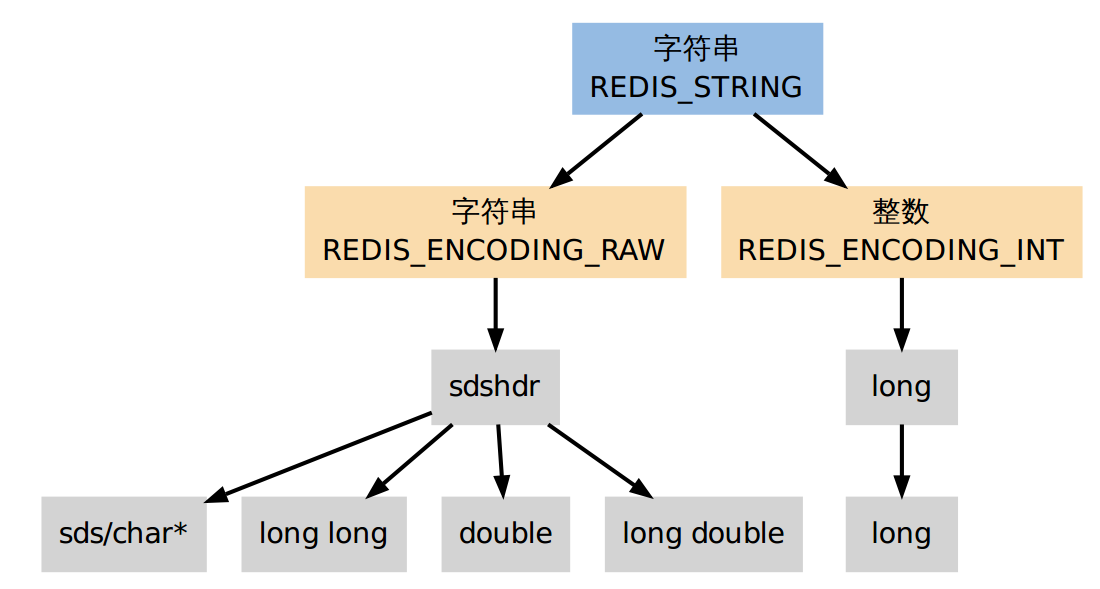 字符串
REDIS_STRING
字符串
REDIS_ENCODING_RAW
整数
REDIS_ENCODING_INT
sdshdr
long
sds/char*
long long
double
long double
long